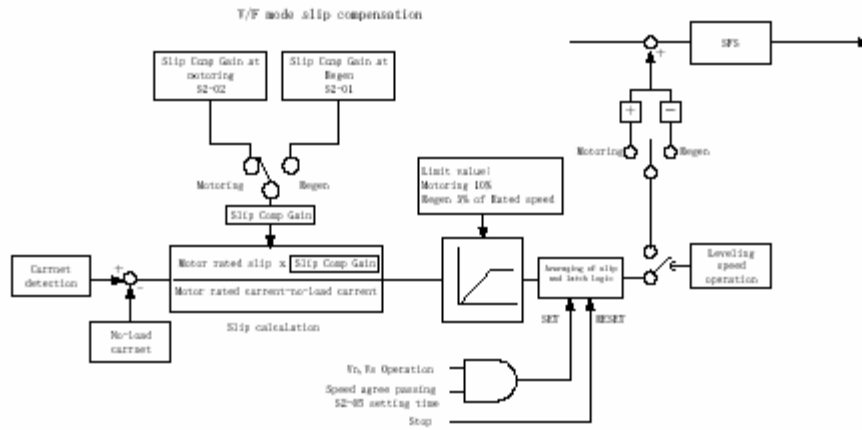 V/F mode slip compensation
Slip Comp Gain at
motoring
S2-02
Slip Comp Gain at
Regen
S2-01
SFS
+
+
−
Motoring
Regen
Motoring
Regen
Slip Comp Gain
Limit value:
Motoring 10%
Regen 5% of Rated speed
Currnet
detection
+
-
Motor rated slip x Slip Comp Gain
Motor rated current-no-load current
Slip calculation
No-Load
currnet
Averaging of slip
and latch logic
Leveling
speed
operation
SET
RESET
Vn,Vs Operation
Speed agree passing
S2-05 setting time
Stop